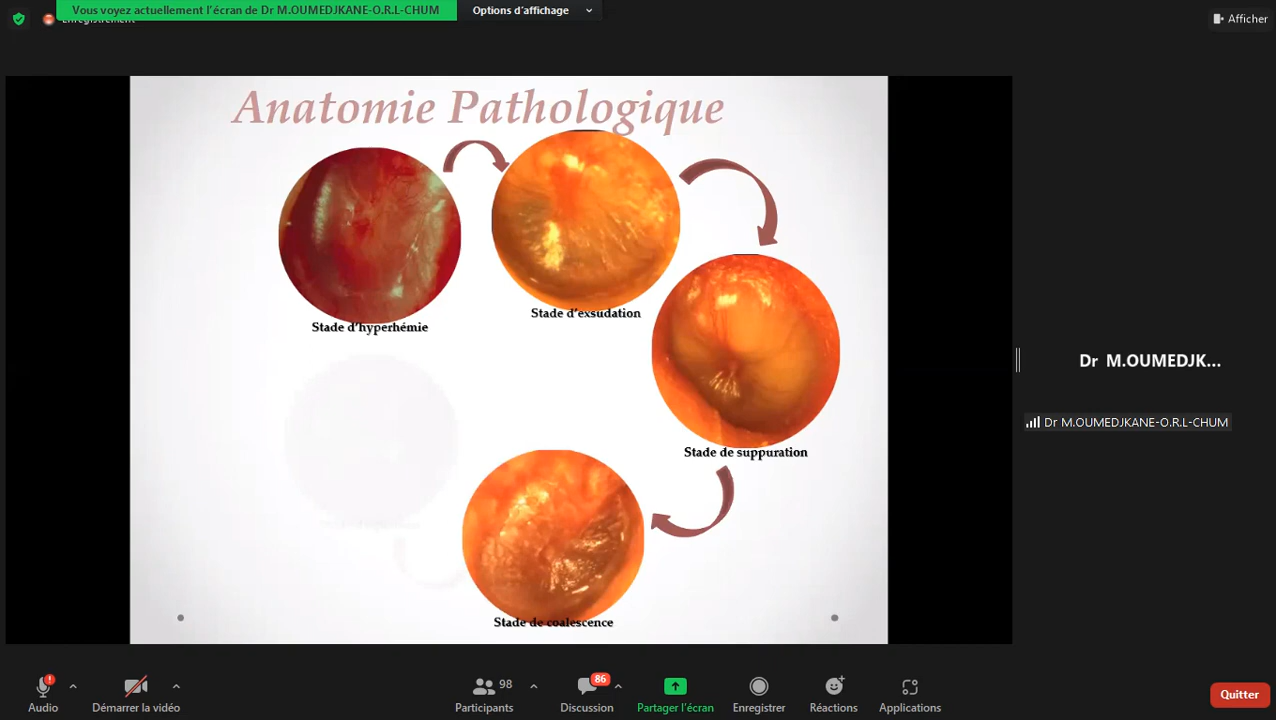 Vous voyez actuellement l'écran de Dr M.OUMEDJKANE-O.R.L-CHUM
Options d'affichage
Enregistrement
Afficher
Anatomie Pathologique
Stade d'hyperhémie
Stade d'exsudation
Stade de suppuration
Stade de coalescence
Dr M.OUMEDJK...
Dr M.OUMEDJKANE-O.R.L-CHUM
Audio
Démarrer la vidéo
98
Participants
86
Discussion
Partager l'écran
Enregistrer
Réactions
Applications
Quitter